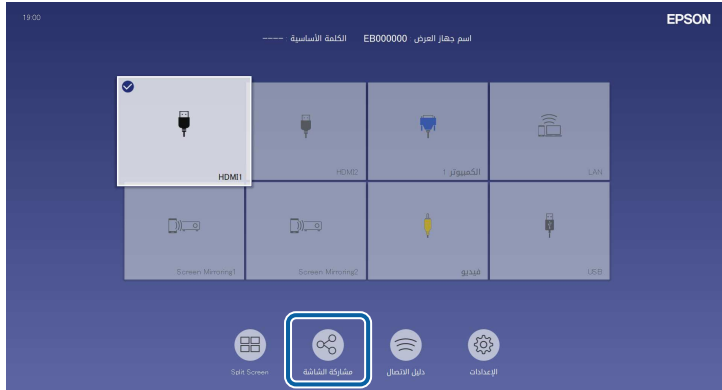 19:00
EPSON
اسم جهاز العرض EB000000 الكلمة الأساسية ----
HDMI1
HDMI2
الكمبيوتر 1
LAN
Screen Mirroring1
Screen Mirroring2
فيديو
USB
Split Screen
مشاركة الشاشة
دليل الاتصال
الإعدادات